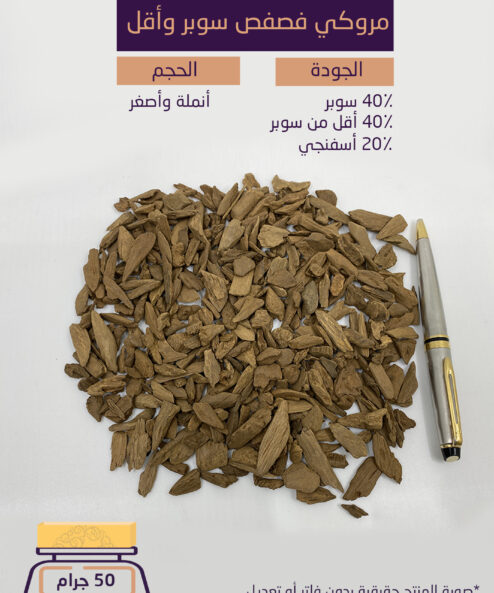 مروكي فصفص سوبر وأقل
الجودة
40٪ سوبر
40٪ أقل من سوبر
20٪ أسفنجي
الحجم
أنملة وأصغر
50 جرام
*صورة المنتج حقيقية بدون فلتر أو تعديل